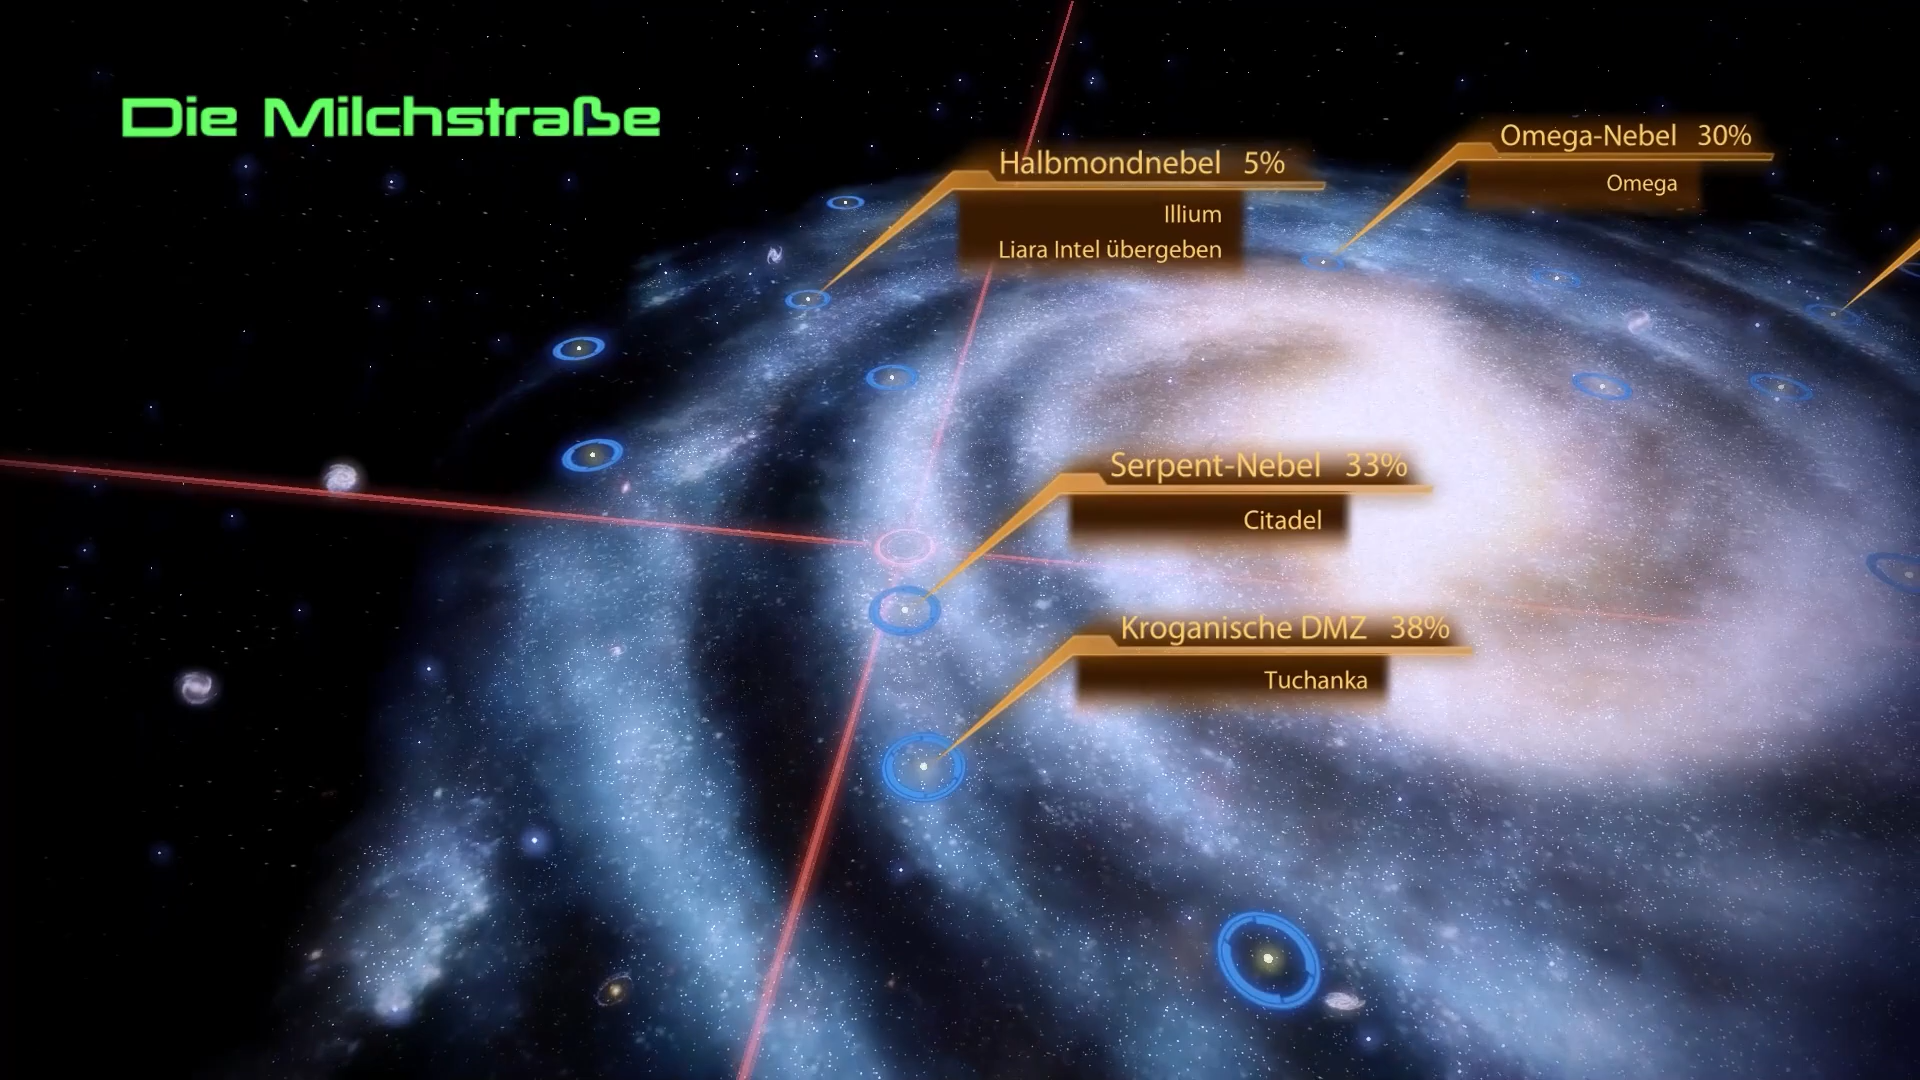 Die Milchstraße
Halbmondnebel 5%
Illium
Liara Intel übergeben
Omega-Nebel 30%
Omega
Serpent-Nebel 33%
Citadel
Kroganische DMZ 38%
Tuchanka